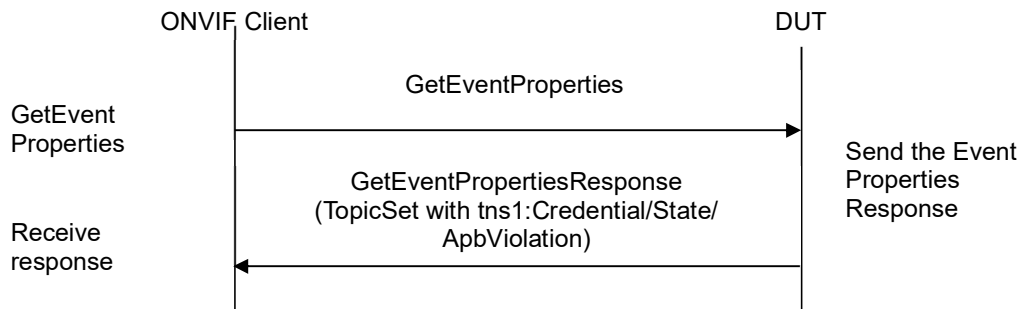 ONVIF Client
DUT
GetEventProperties
GetEvent
Properties
Send the Event
Properties
Response
GetEventPropertiesResponse
(TopicSet with tns1:Credential/State/
ApbViolation)
Receive
response